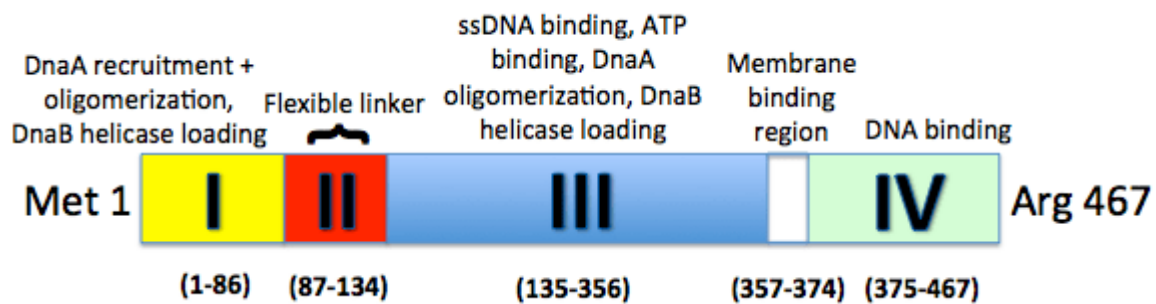 DnaA recruitment +
oligomerization,
DnaB helicase loading
Flexible linker
ssDNA binding, ATP
binding, DnaA
oligomerization, DnaB
helicase loading
Membrane
binding
region
DNA binding
Met 1
I
II
III
IV
Arg 467
(1-86)
(87-134)
(135-356)
(357-374)
(375-467)